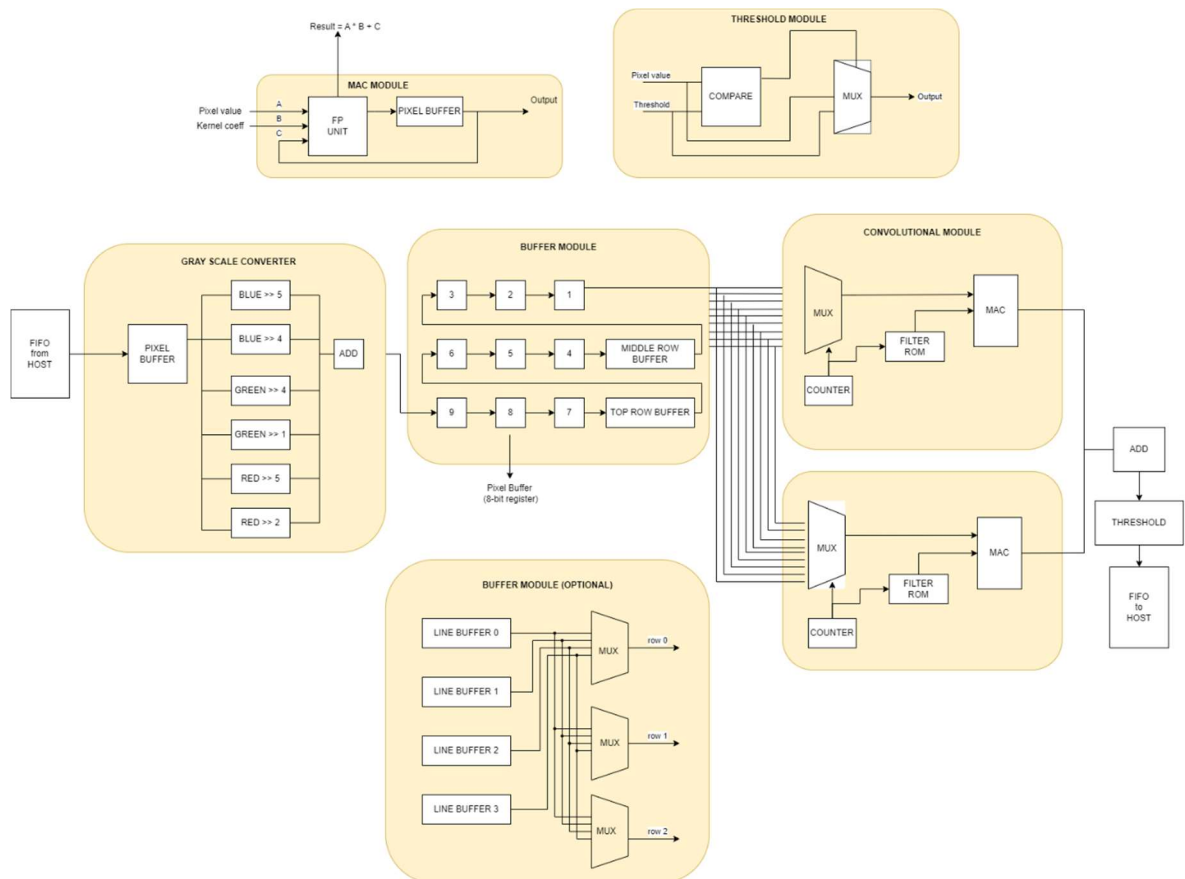 Result = A * B + C
MAC MODULE
Pixel value
Kernel coeff
A
B
C
FP
UNIT
PIXEL BUFFER
Output
THRESHOLD MODULE
Pixel value
Threshold
COMPARE
MUX
Output
GRAY SCALE CONVERTER
FIFO
from
HOST
PIXEL
BUFFER
BLUE >> 5
BLUE >> 4
GREEN >> 4
GREEN >> 1
RED >> 5
RED >> 2
ADD
BUFFER MODULE
3
2
1
6
5
4
MIDDLE ROW
BUFFER
9
8
7
TOP ROW BUFFER
Pixel Buffer
(8-bit register)
CONVOLUTIONAL MODULE
MUX
COUNTER
FILTER
ROM
MAC
MUX
COUNTER
FILTER
ROM
MAC
ADD
THRESHOLD
FIFO
to
HOST
BUFFER MODULE (OPTIONAL)
LINE BUFFER 0
LINE BUFFER 1
LINE BUFFER 2
LINE BUFFER 3
MUX
row 0
MUX
row 1
MUX
row 2